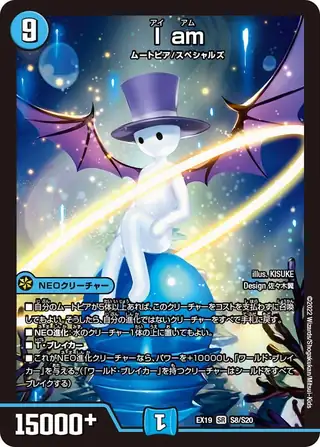 9
アイ アム
I am
ムートピア/スペシャルズ
illus. KISUKE
Design 佐々木翼
NEOクリーチャー
■自分のムートピアが5体以上あれば、このクリーチャーをコストを支払わずに召喚
してもよい。そうしたら、自分の進化ではないクリーチャーをすべて手札に戻す。
■NEO進化:水のクリーチャー1体の上に置いてもよい。
■T・ブレイカー
■これがNEO進化クリーチャーなら、パワーを+10000し、「ワールド・ブレイ
カー」を与える。(「ワールド・ブレイカー」を持つクリーチャーはシールドをすべて
ブレイクする)
15000+
1
EX19 SR S8/S20